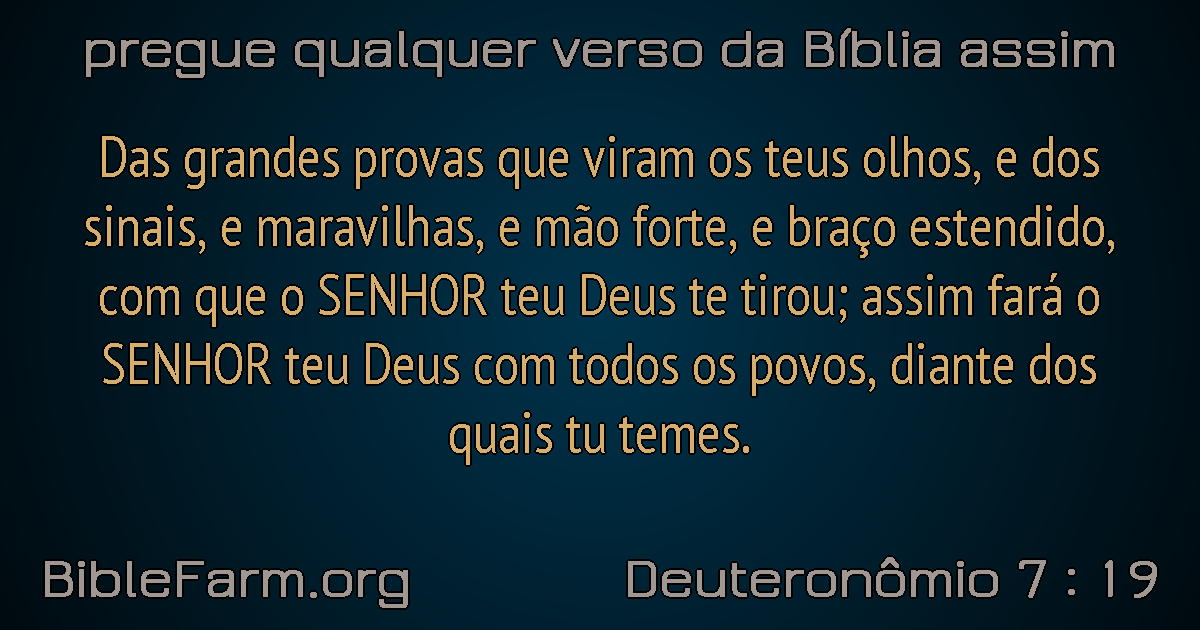 pregue qualquer verso da Bíblia assim
Das grandes provas que viram os teus olhos, e dos
sinais, e maravilhas, e mão forte, e braço estendido,
com que o SENHOR teu Deus te tirou; assim fará o
SENHOR teu Deus com todos os povos, diante dos
quais tu temes.
BibleFarm.org
Deuteronômio 7 : 19